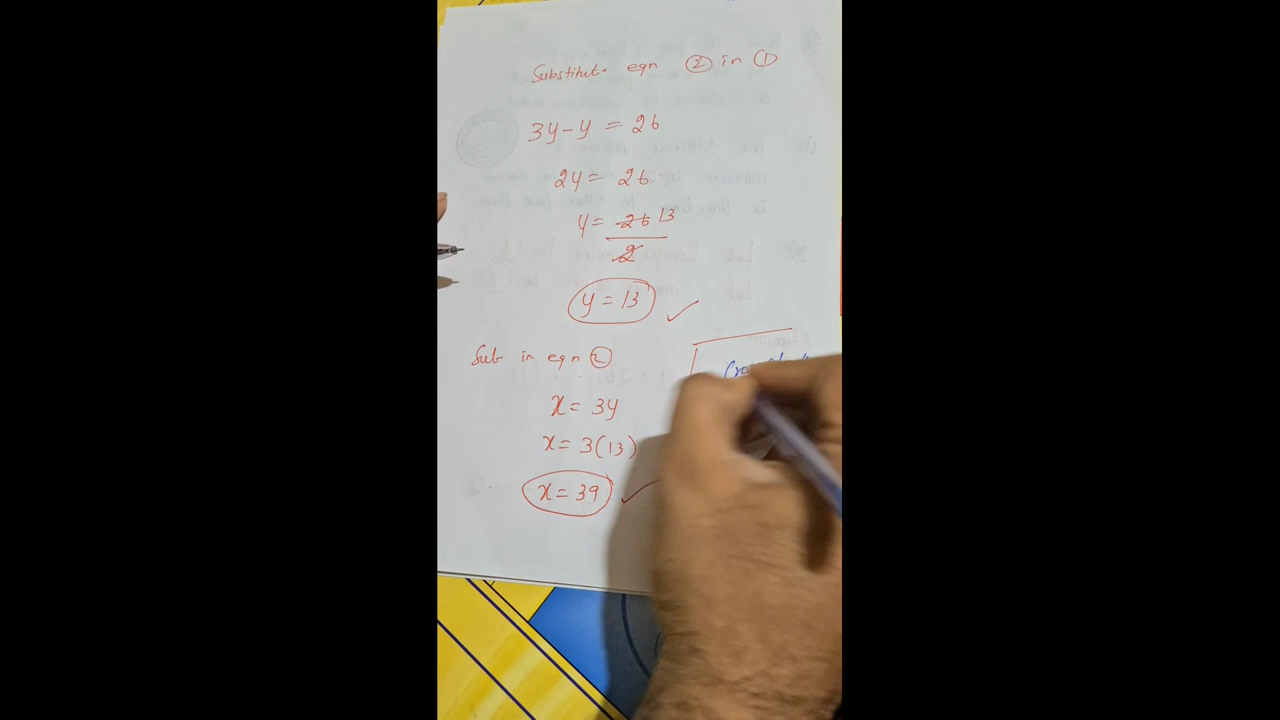 Substitut. eqn ② in ①
3y - y = 26
2y = 26
y = 26 13
2
y = 13 ✓
Sub in eqn ②
x = 3y
x = 3(13)
x = 39 ✓